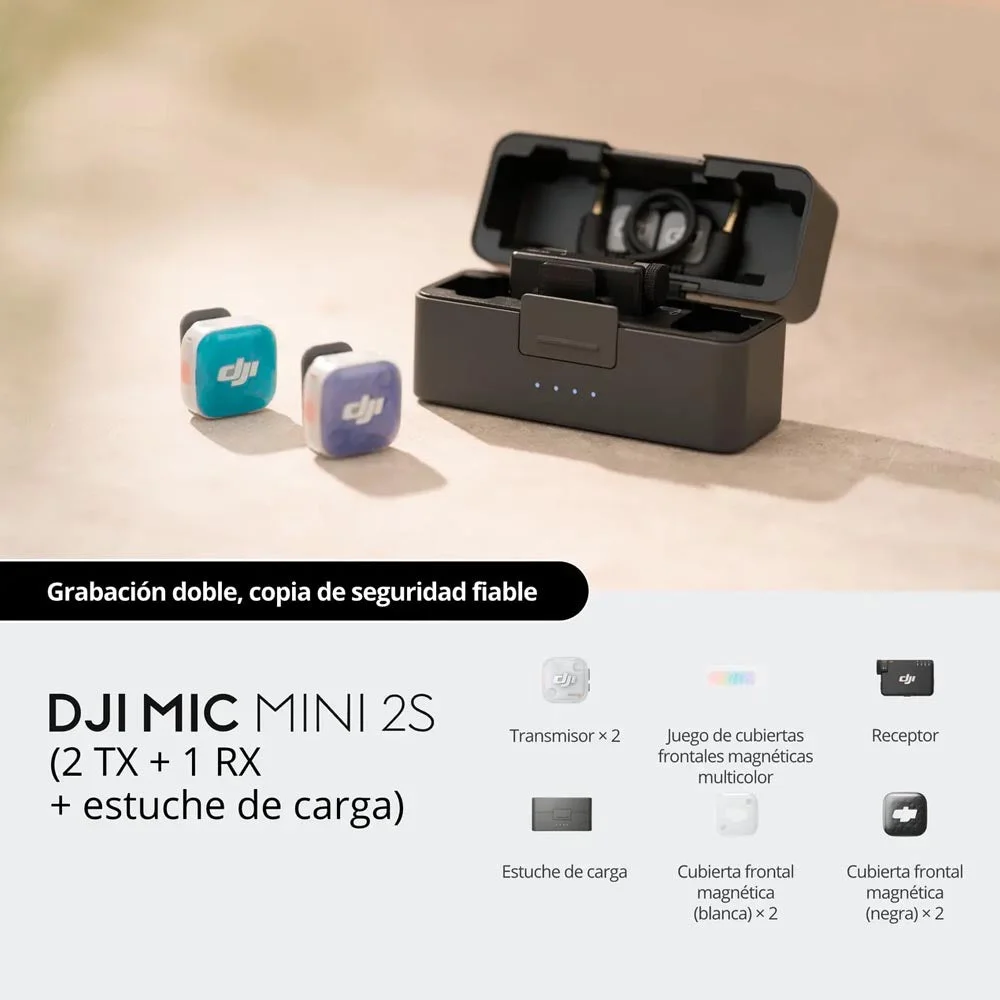 dji
dji
Grabación doble, copia de seguridad fiable
DJI MIC MINI 2S
(2 TX + 1 RX
+ estuche de carga)
dji
Transmisor × 2
Juego de cubiertas
frontales magnéticas
multicolor
dji
Receptor
Estuche de carga
Cubierta frontal
magnética
(blanca) × 2
Cubierta frontal
magnética
(negra) × 2